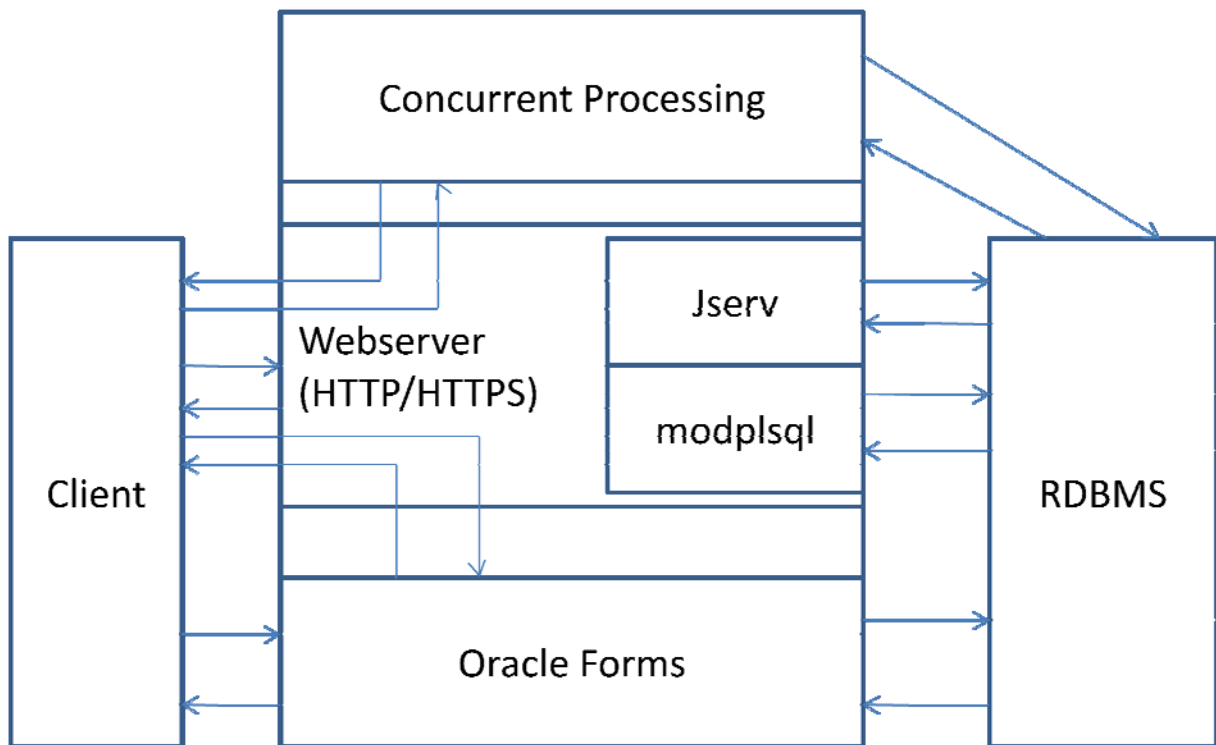 Concurrent Processing
Jserv
Webserver
(HTTP/HTTPS)
modplsql
Client
RDBMS
Oracle Forms